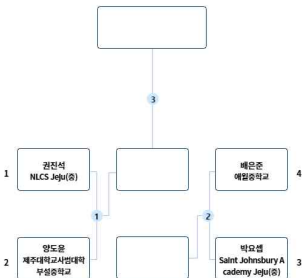 3
1
권진석
NLCS Jeju(중)
배은준
애월중학교
4
1
2
2
양도윤
제주대학교사범대학
부설중학교
박요셉
Saint Johnsbury A
cademy Jeju(중)
3